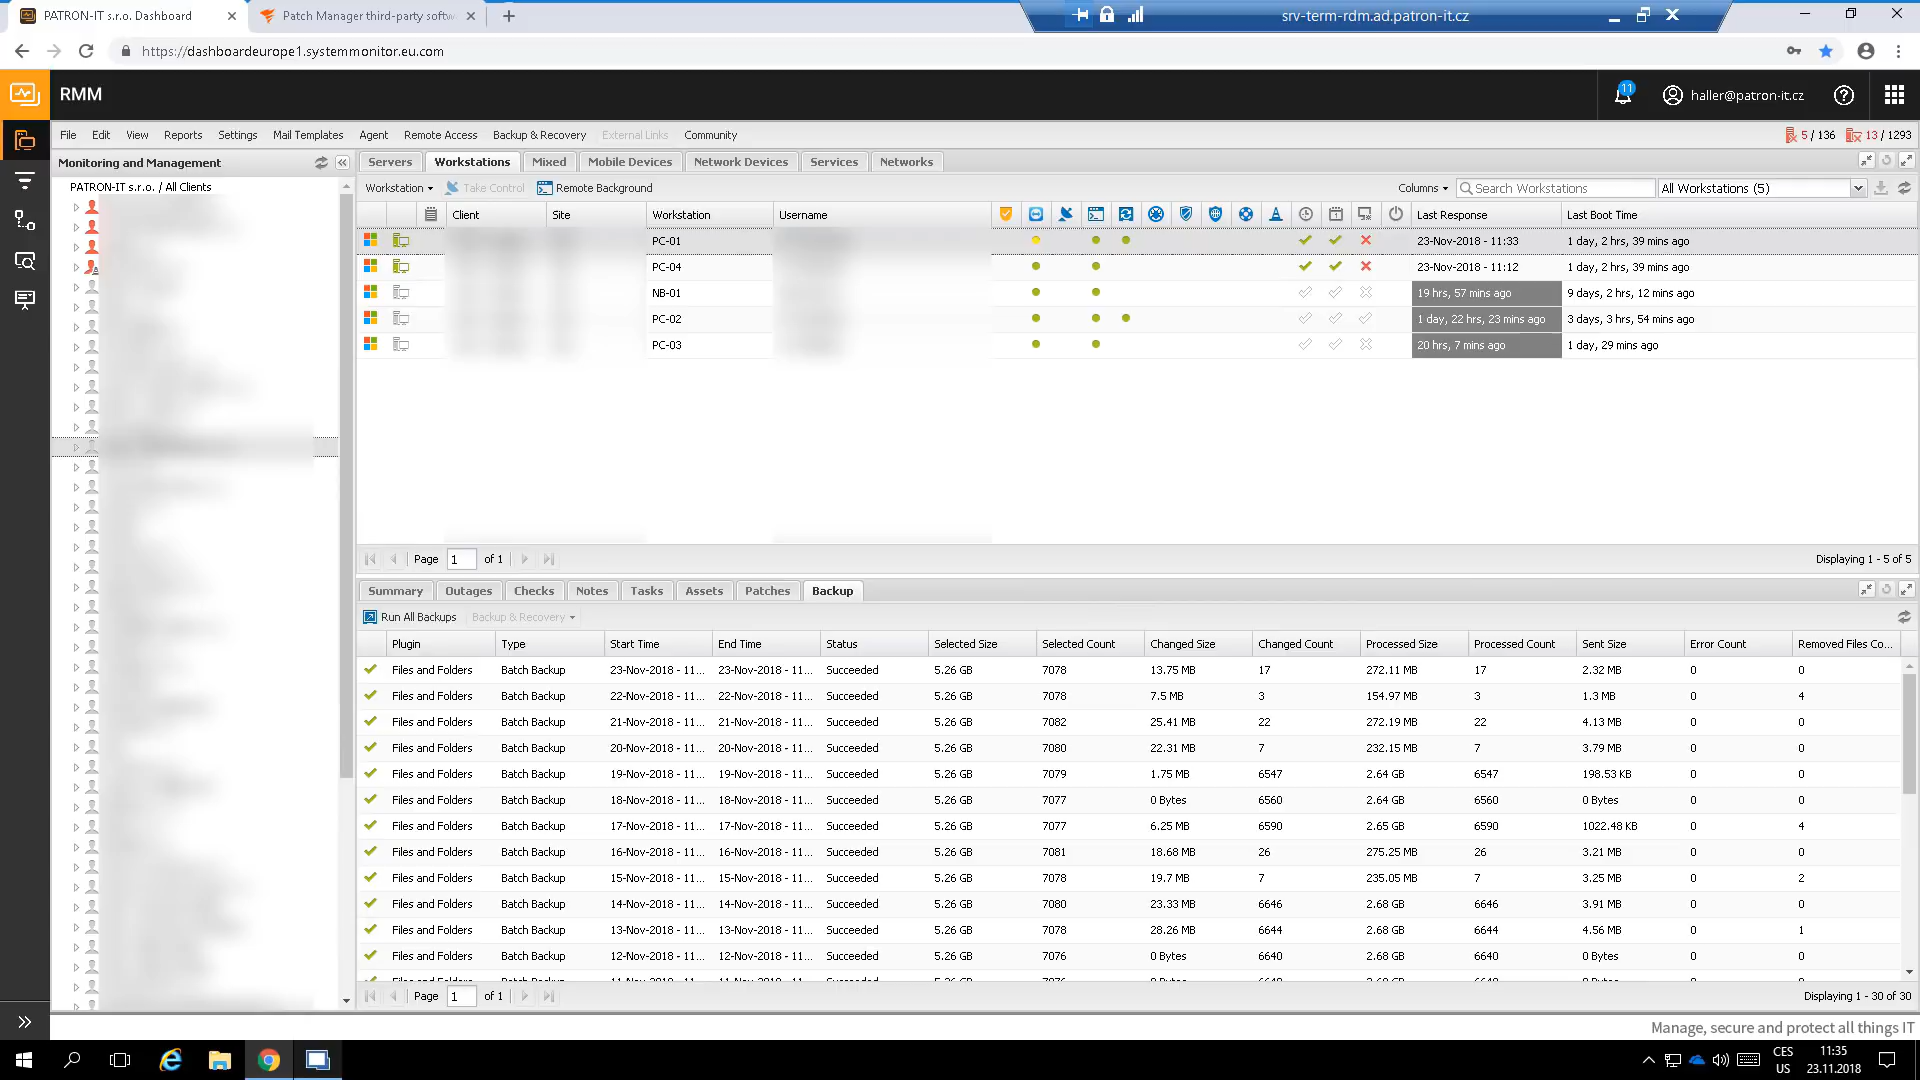 PATRON-IT s.r.o. Dashboard
Patch Manager third-party softw
srv-term-rdm.ad.patron-it.cz
https://dashboardeurope1.systemmonitor.eu.com
RMM
11
haller@patron-it.cz
File Edit View Reports Settings Mail Templates Agent Remote Access Backup & Recovery External Links Community
5 / 136 13 / 1293
Monitoring and Management
PATRON-IT s.r.o. / All Clients
Servers Workstations Mixed Mobile Devices Network Devices Services Networks
Workstation Take Control Remote Background Columns Search Workstations All Workstations (5)
Client Site Workstation Username Last Response Last Boot Time
PC-01 23-Nov-2018 - 11:33 1 day, 2 hrs, 39 mins ago
PC-04 23-Nov-2018 - 11:12 1 day, 2 hrs, 39 mins ago
NB-01 19 hrs, 57 mins ago 9 days, 2 hrs, 12 mins ago
PC-02 1 day, 22 hrs, 23 mins ago 3 days, 3 hrs, 54 mins ago
PC-03 20 hrs, 7 mins ago 1 day, 29 mins ago
Page 1 of 1 Displaying 1 - 5 of 5
Summary Outages Checks Notes Tasks Assets Patches Backup
Run All Backups Backup & Recovery
Plugin Type Start Time End Time Status Selected Size Selected Count Changed Size Changed Count Processed Size Processed Count Sent Size Error Count Removed Files Co...
Files and Folders Batch Backup 23-Nov-2018 - 11... 23-Nov-2018 - 11... Succeeded 5.26 GB 7078 13.75 MB 17 272.11 MB 17 2.32 MB 0 0
Files and Folders Batch Backup 22-Nov-2018 - 11... 22-Nov-2018 - 11... Succeeded 5.26 GB 7078 7.5 MB 3 154.97 MB 3 1.3 MB 0 4
Files and Folders Batch Backup 21-Nov-2018 - 11... 21-Nov-2018 - 11... Succeeded 5.26 GB 7082 25.41 MB 22 272.19 MB 22 4.13 MB 0 0
Files and Folders Batch Backup 20-Nov-2018 - 11... 20-Nov-2018 - 11... Succeeded 5.26 GB 7080 22.31 MB 7 232.15 MB 7 3.79 MB 0 0
Files and Folders Batch Backup 19-Nov-2018 - 11... 19-Nov-2018 - 11... Succeeded 5.26 GB 7079 1.75 MB 6547 2.64 GB 6547 198.53 KB 0 0
Files and Folders Batch Backup 18-Nov-2018 - 11... 18-Nov-2018 - 11... Succeeded 5.26 GB 7077 0 Bytes 6560 2.64 GB 6560 0 Bytes 0 0
Files and Folders Batch Backup 17-Nov-2018 - 11... 17-Nov-2018 - 11... Succeeded 5.26 GB 7077 6.25 MB 6590 2.65 GB 6590 1022.48 KB 0 4
Files and Folders Batch Backup 16-Nov-2018 - 11... 16-Nov-2018 - 11... Succeeded 5.26 GB 7081 18.68 MB 26 275.25 MB 26 3.21 MB 0 0
Files and Folders Batch Backup 15-Nov-2018 - 11... 15-Nov-2018 - 11... Succeeded 5.26 GB 7078 19.7 MB 7 235.05 MB 7 3.25 MB 0 2
Files and Folders Batch Backup 14-Nov-2018 - 11... 14-Nov-2018 - 11... Succeeded 5.26 GB 7080 23.33 MB 6646 2.68 GB 6646 3.91 MB 0 0
Files and Folders Batch Backup 13-Nov-2018 - 11... 13-Nov-2018 - 11... Succeeded 5.26 GB 7078 28.26 MB 6644 2.68 GB 6644 4.56 MB 0 1
Files and Folders Batch Backup 12-Nov-2018 - 11... 12-Nov-2018 - 11... Succeeded 5.26 GB 7076 0 Bytes 6640 2.68 GB 6640 0 Bytes 0 0
Page 1 of 1 Displaying 1 - 30 of 30
Manage, secure and protect all things IT
CES
US
11:35
23.11.2018